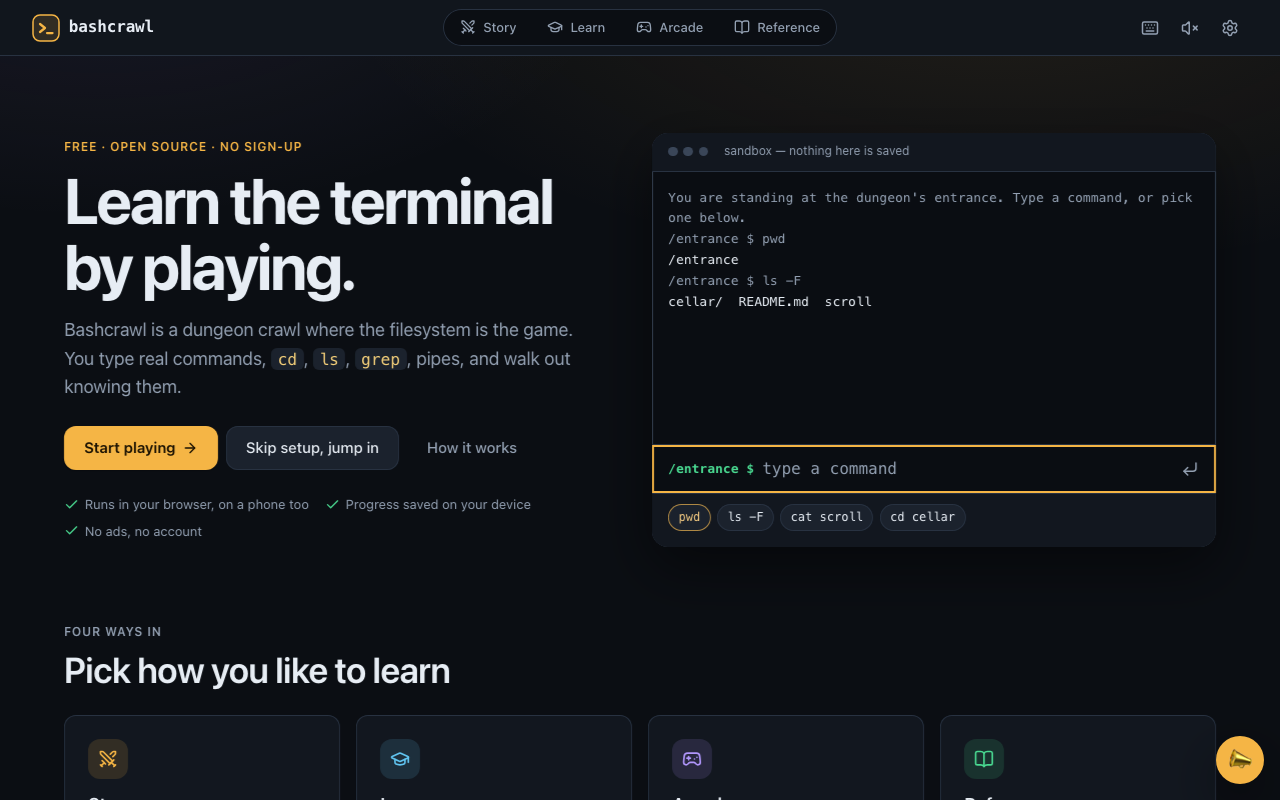 bashcrawl
Story
Learn
Arcade
Reference
FREE · OPEN SOURCE · NO SIGN-UP
Learn the terminal
by playing.
Bashcrawl is a dungeon crawl where the filesystem is the game.
You type real commands, cd, ls, grep, pipes, and walk out
knowing them.
Start playing →
Skip setup, jump in
How it works
Runs in your browser, on a phone too
Progress saved on your device
No ads, no account
sandbox — nothing here is saved
You are standing at the dungeon's entrance. Type a command, or pick
one below.
/entrance $ pwd
/entrance
/entrance $ ls -F
cellar/  README.md  scroll
/entrance $ type a command
pwd
ls -F
cat scroll
cd cellar
FOUR WAYS IN
Pick how you like to learn